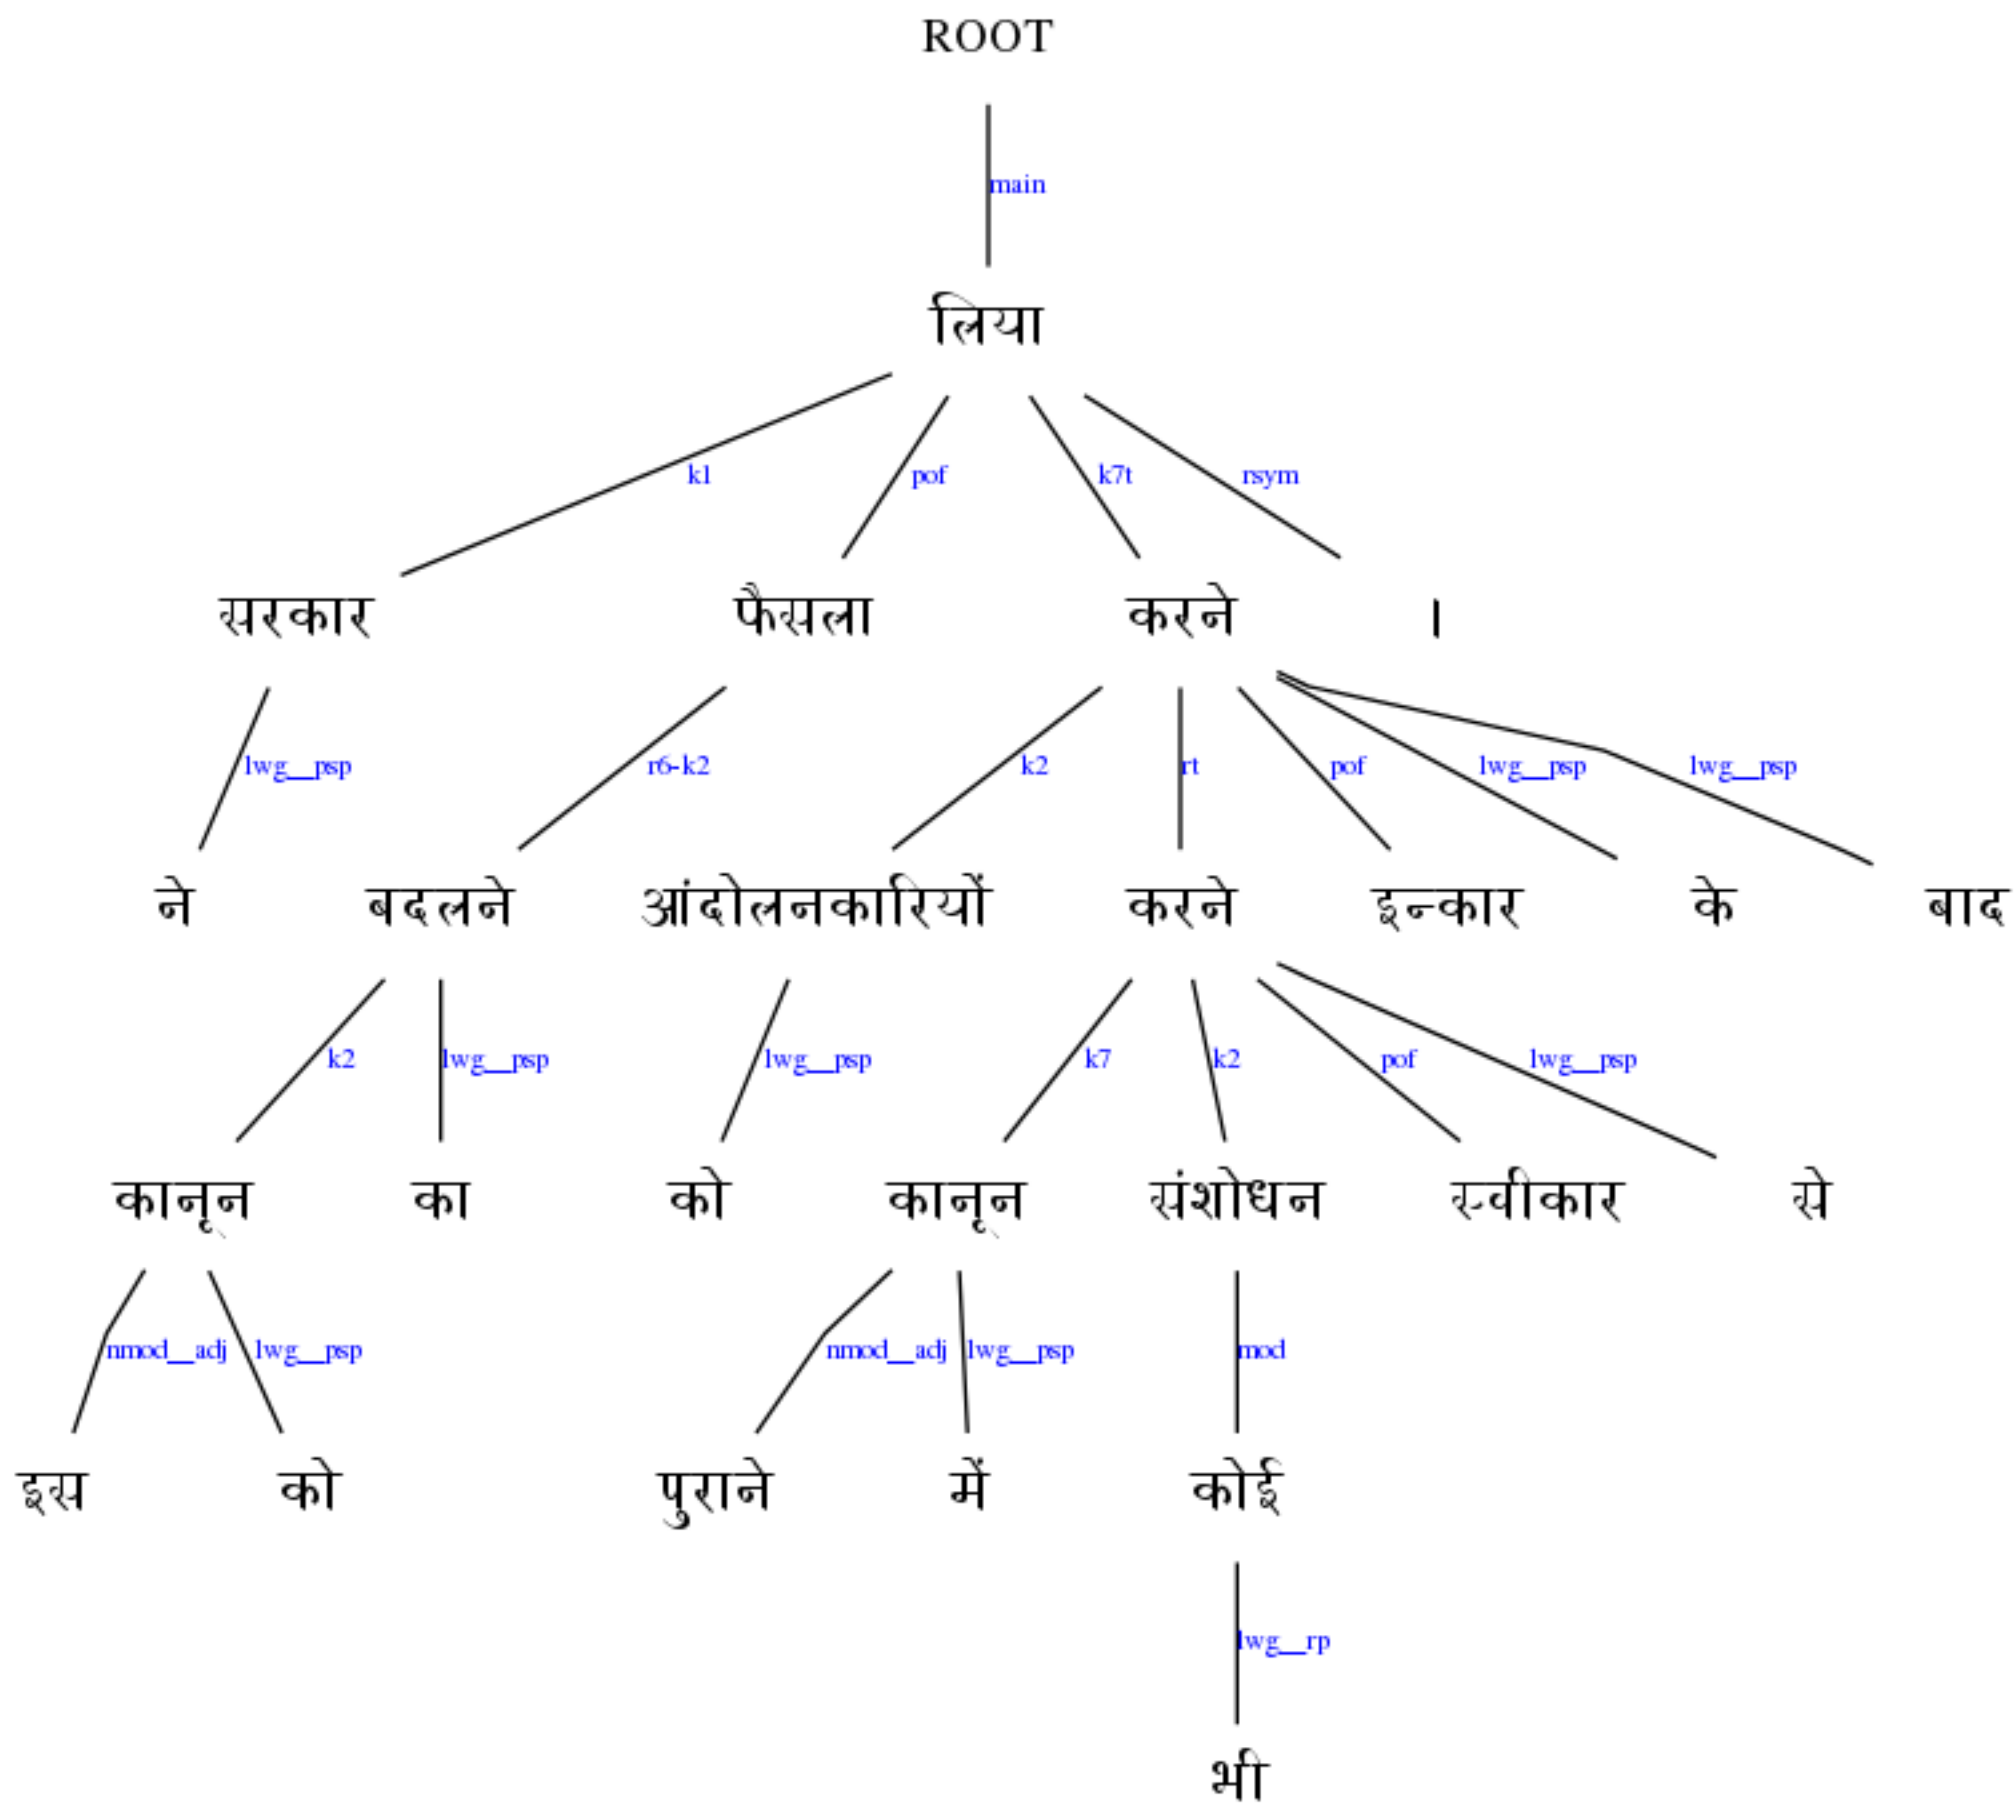 ROOT
main
लिया
k1 pof k7t rsym
सरकार फैसला करने ।
lwg__psp r6-k2 k2 rt pof lwg__psp lwg__psp
ने बदलने आंदोलनकारियों करने इन्कार के बाद
k2 lwg__psp lwg__psp k7 k2 pof lwg__psp
कानून का को कानून संशोधन स्वीकार से
nmod__adj lwg__psp nmod__adj lwg__psp mod
इस को पुराने में कोई
lwg__rp
भी